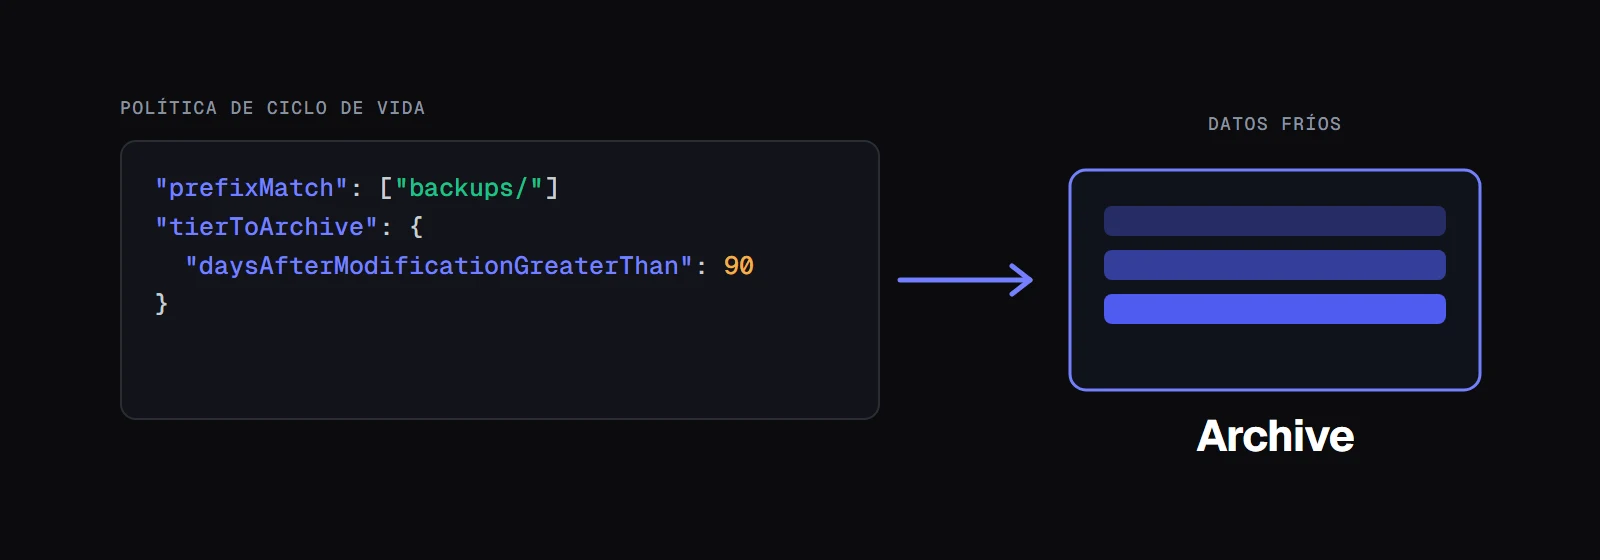 POLÍTICA DE CICLO DE VIDA
"prefixMatch": ["backups/"]
"tierToArchive": {
  "daysAfterModificationGreaterThan": 90
}
DATOS FRÍOS
Archive